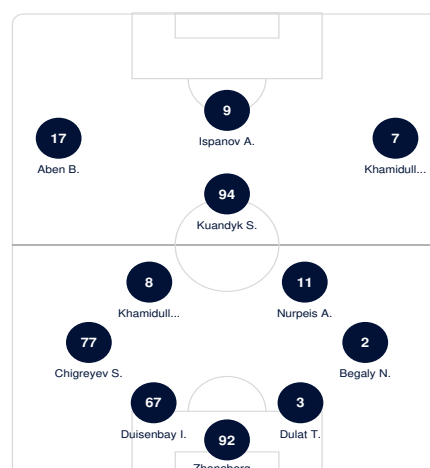 9
Ispanov A.
17
Aben B.
7
Khamidull...
94
Kuandyk S.
8
Khamidull...
11
Nurpeis A.
77
Chigreyev S.
2
Begaly N.
67
Duisenbay I.
3
Dulat T.
92